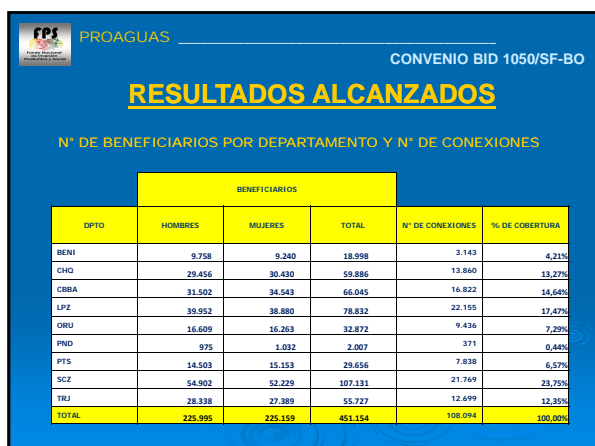 FPS
Fondo Nacional
de Inversión
Productiva y Social
PROAGUAS
CONVENIO BID 1050/SF-BO
RESULTADOS ALCANZADOS
N° DE BENEFICIARIOS POR DEPARTAMENTO Y N° DE CONEXIONES
BENEFICIARIOS
DPTO HOMBRES MUJERES TOTAL N° DE CONEXIONES % DE COBERTURA
BENI 9.758 9.240 18.998 3.143 4,21%
CHQ 29.456 30.430 59.886 13.860 13,27%
CBBA 31.502 34.543 66.045 16.822 14,64%
LPZ 39.952 38.880 78.832 22.155 17,47%
ORU 16.609 16.263 32.872 9.436 7,29%
PND 975 1.032 2.007 371 0,44%
PTS 14.503 15.153 29.656 7.838 6,57%
SCZ 54.902 52.229 107.131 21.769 23,75%
TRJ 28.338 27.389 55.727 12.699 12,35%
TOTAL 225.995 225.159 451.154 108.094 100,00%